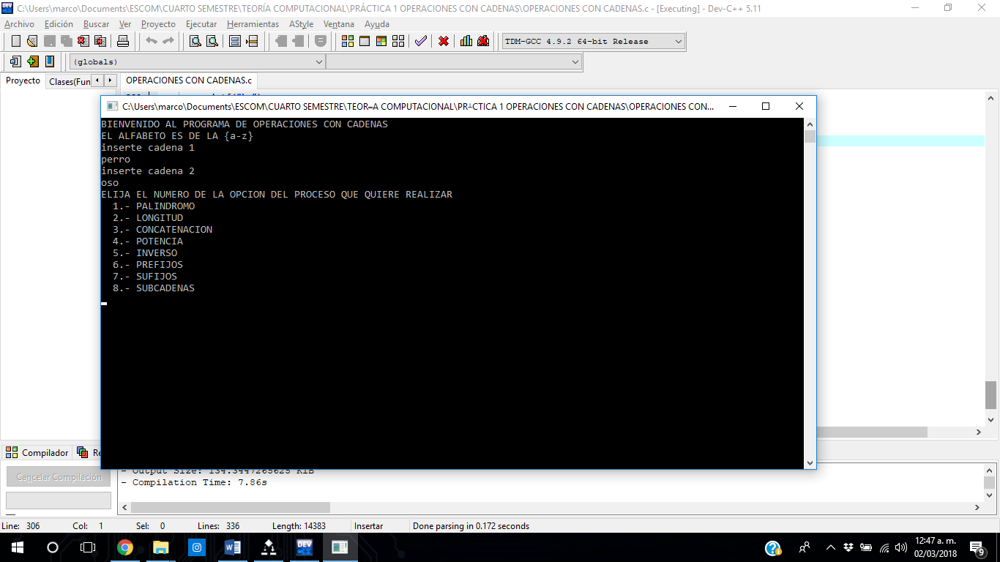 C:\Users\marco\Documents\ESCOM\CUARTO SEMESTRE\TEORÍA COMPUTACIONAL\PRÁCTICA 1 OPERACIONES CON CADENAS\OPERACIONES CON CADENAS.c - [Executing] - Dev-C++ 5.11
Archivo Edición Buscar Ver Proyecto Ejecutar Herramientas AStyle Ventana Ayuda
TDM-GCC 4.9.2 64-bit Release
(globals)
Proyecto Clases(Fun OPERACIONES CON CADENAS.c
C:\Users\marco\Documents\ESCOM\CUARTO SEMESTRE\TEOR=A COMPUTACIONAL\PR┴CTICA 1 OPERACIONES CON CADENAS\OPERACIONES CON...
BIENVENIDO AL PROGRAMA DE OPERACIONES CON CADENAS
EL ALFABETO ES DE LA {a-z}
inserte cadena 1
perro
inserte cadena 2
oso
ELIJA EL NUMERO DE LA OPCION DEL PROCESO QUE QUIERE REALIZAR
1.- PALINDROMO
2.- LONGITUD
3.- CONCATENACION
4.- POTENCIA
5.- INVERSO
6.- PREFIJOS
7.- SUFIJOS
8.- SUBCADENAS
Compilador Re
Cancelar Compilación
- Output Size: 134.3447265625 KiB
- Compilation Time: 7.86s
Line: 306 Col: 1 Sel: 0 Lines: 336 Length: 14383 Insertar Done parsing in 0.172 seconds
DEV
12:47 a. m.
02/03/2018
9